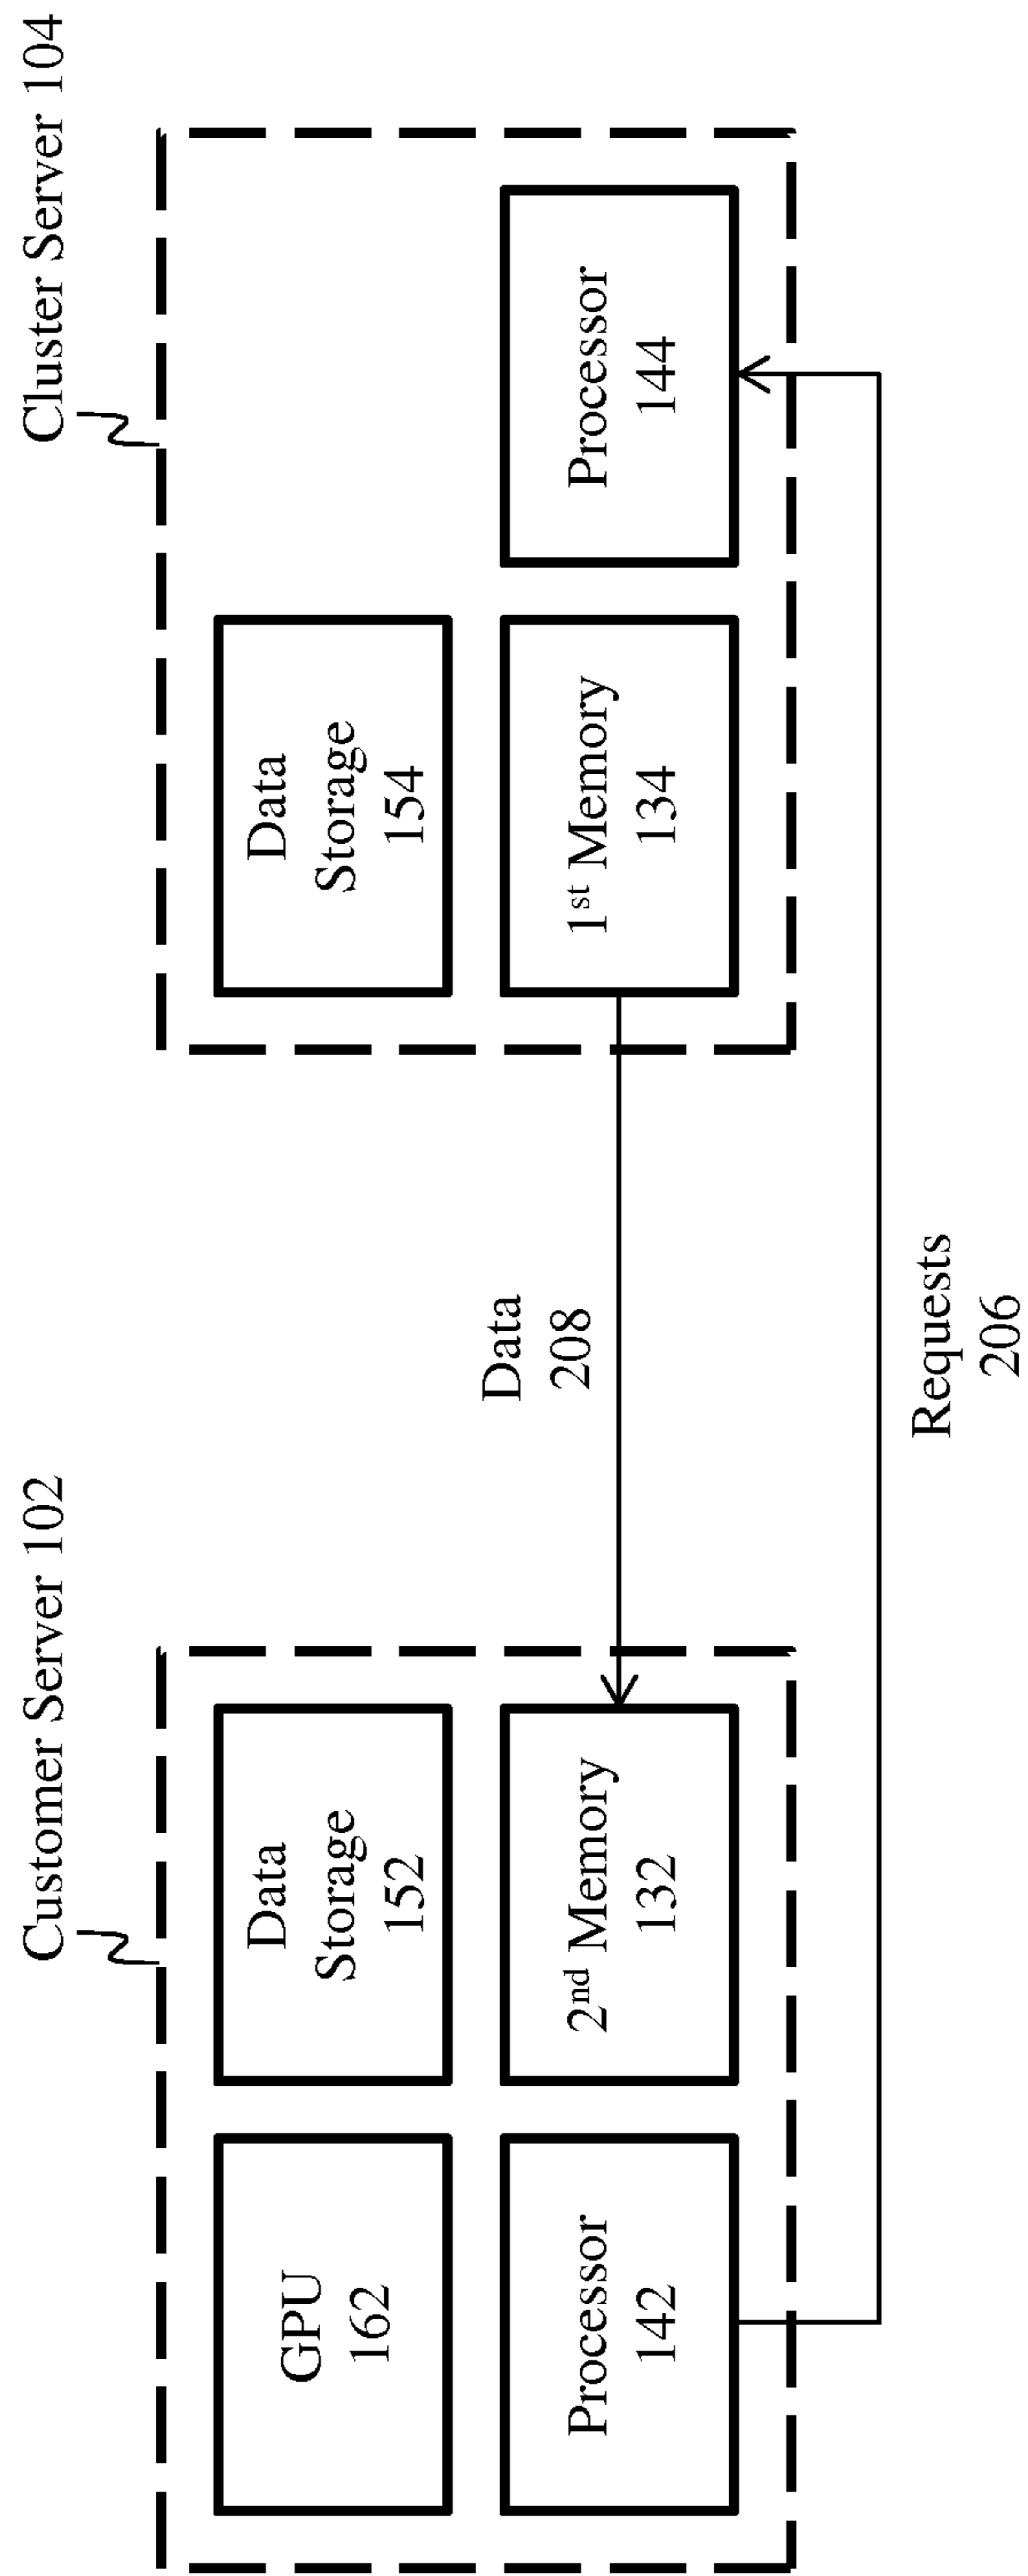 Customer Server 102
Cluster Server 104
GPU
162
Data
Storage
152
Data
Storage
154
Processor
142
2nd Memory
132
1st Memory
134
Processor
144
Data
208
Requests
206